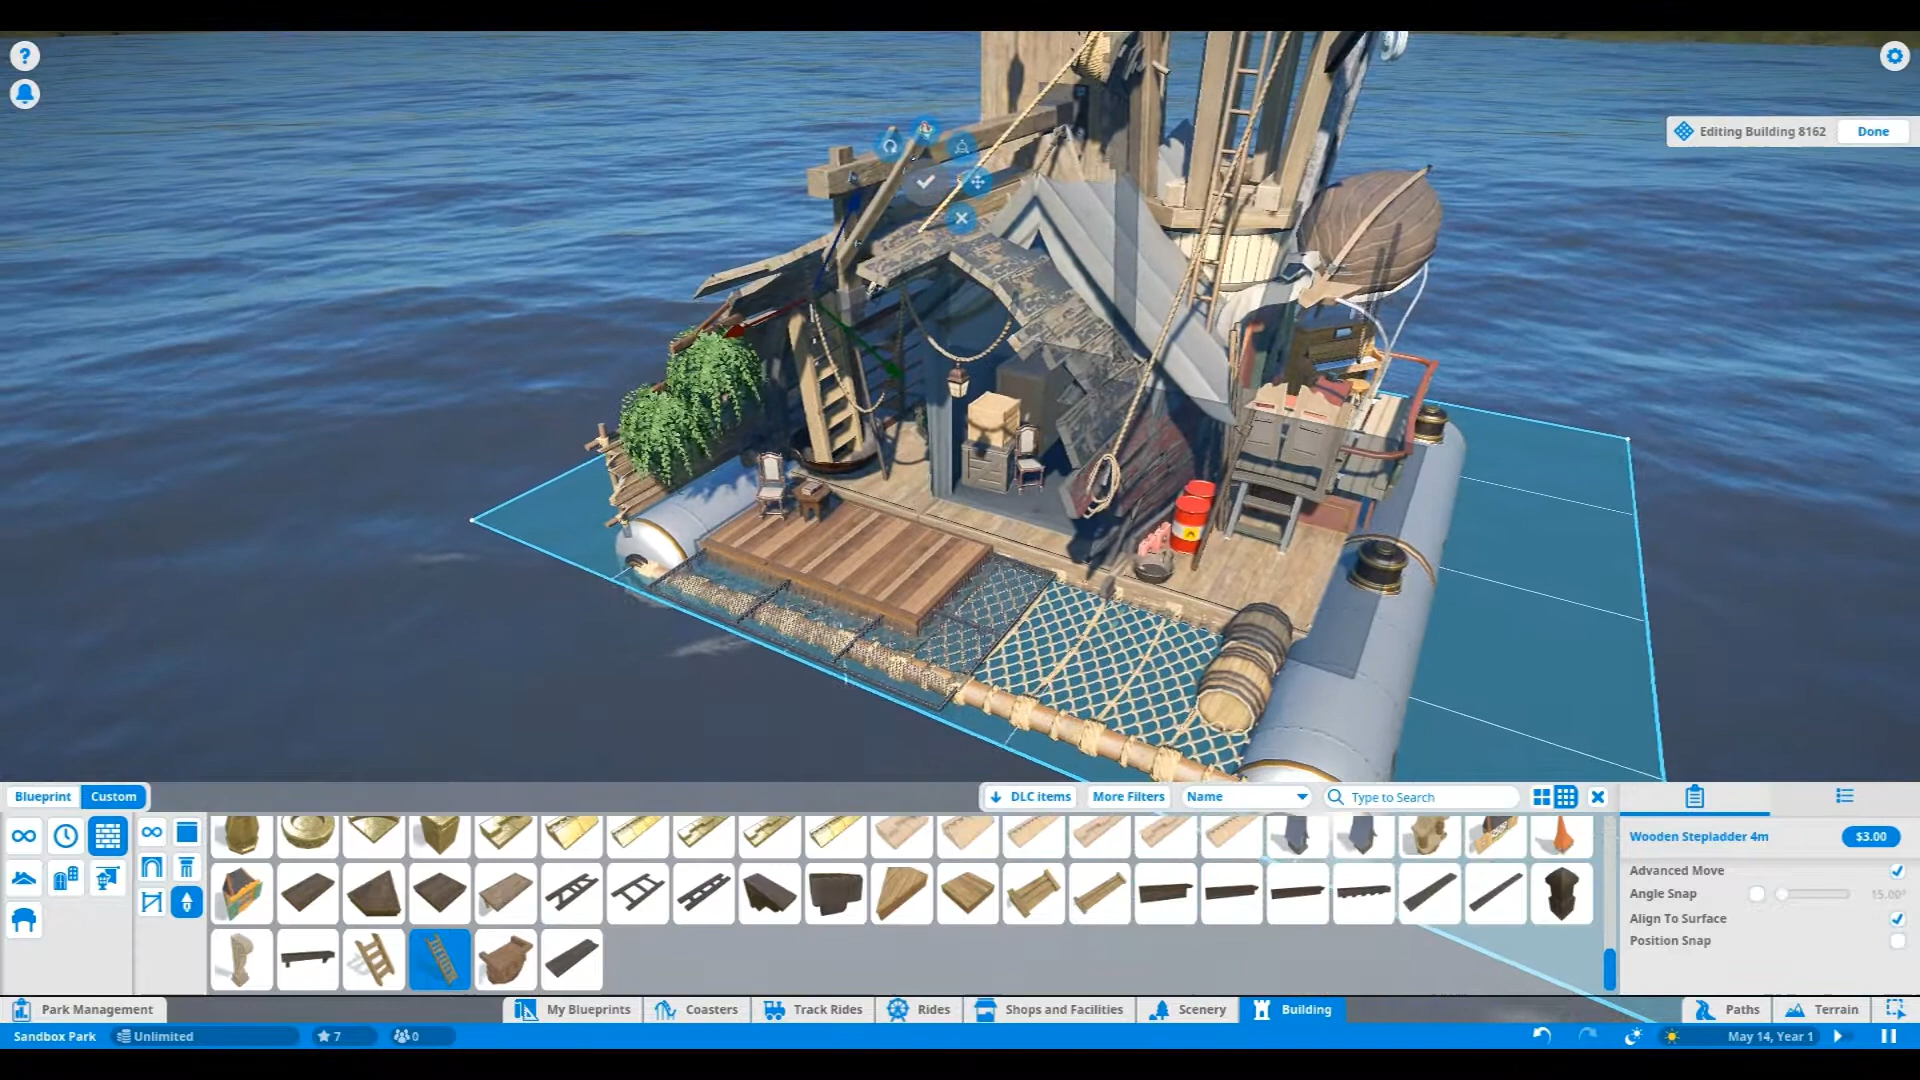 ?
Editing Building 8162
Done
Blueprint
Custom
DLC items
More Filters
Name
Type to Search
Wooden Stepladder 4m
$3.00
Advanced Move
Angle Snap
15.00°
Align To Surface
Position Snap
Park Management
My Blueprints
Coasters
Track Rides
Rides
Shops and Facilities
Scenery
Building
Paths
Terrain
Sandbox Park
Unlimited
7
0
May 14, Year 1